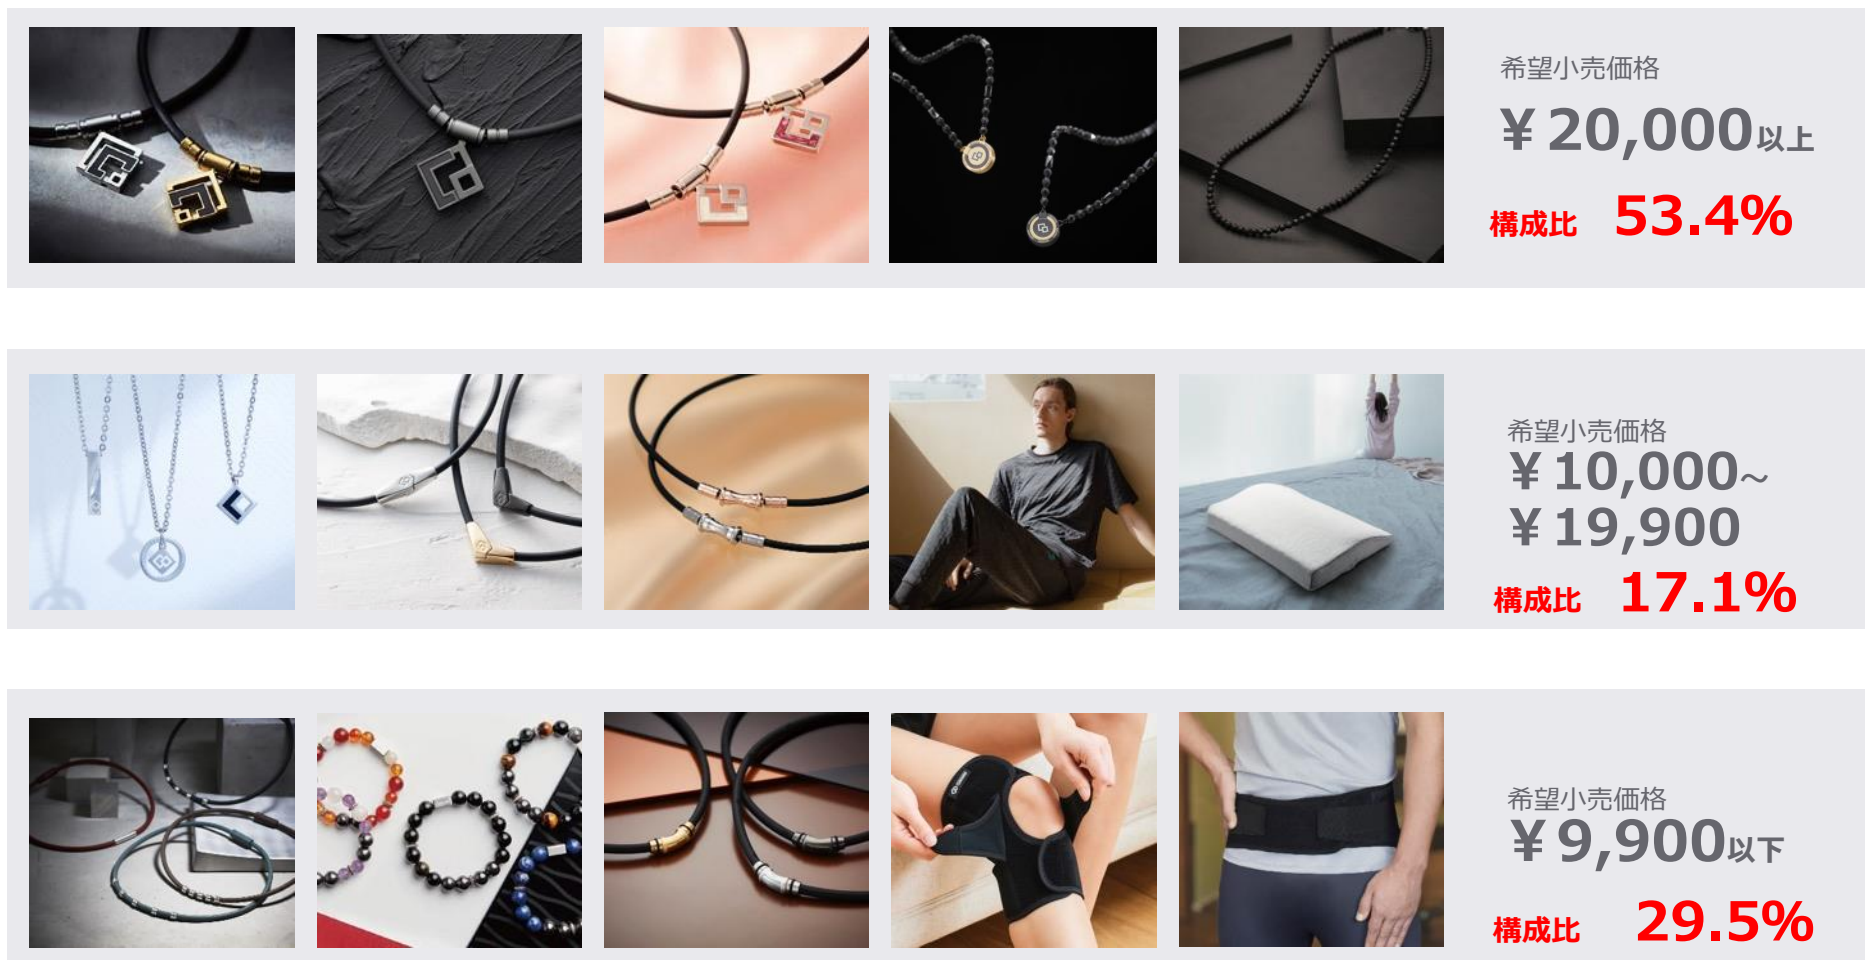 希望小売価格
¥20,000以上
構成比 53.4%
希望小売価格
¥10,000~
¥19,900
構成比 17.1%
希望小売価格
¥9,900以下
構成比 29.5%